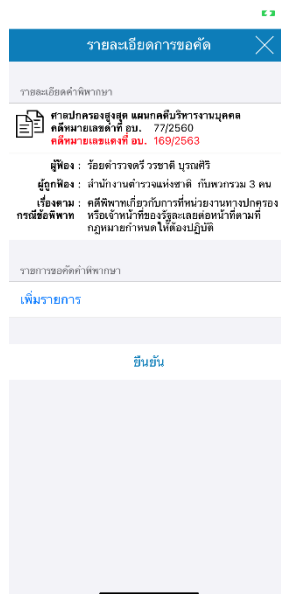 รายละเอียดการขอคัด
รายละเอียดคำพิพากษา
ศาลปกครองสูงสุด แผนกคดีบริหารงานบุคคล
คดีหมายเลขดำที่ อบ. 77/2560
คดีหมายเลขแดงที่ อบ. 169/2563
ผู้ฟ้อง : ร้อยตำรวจตรี วรชาติ บุรณศิริ
ผู้ถูกฟ้อง : สำนักงานตำรวจแห่งชาติ กับพวกรวม 3 คน
เรื่องตาม : คดีพิพาทเกี่ยวกับการที่หน่วยงานทางปกครอง
กรณีข้อพิพาท หรือเจ้าหน้าที่ของรัฐละเลยต่อหน้าที่ตามที่
กฎหมายกำหนดให้ต้องปฏิบัติ
รายการขอคัดคำพิพากษา
เพิ่มรายการ
ยืนยัน